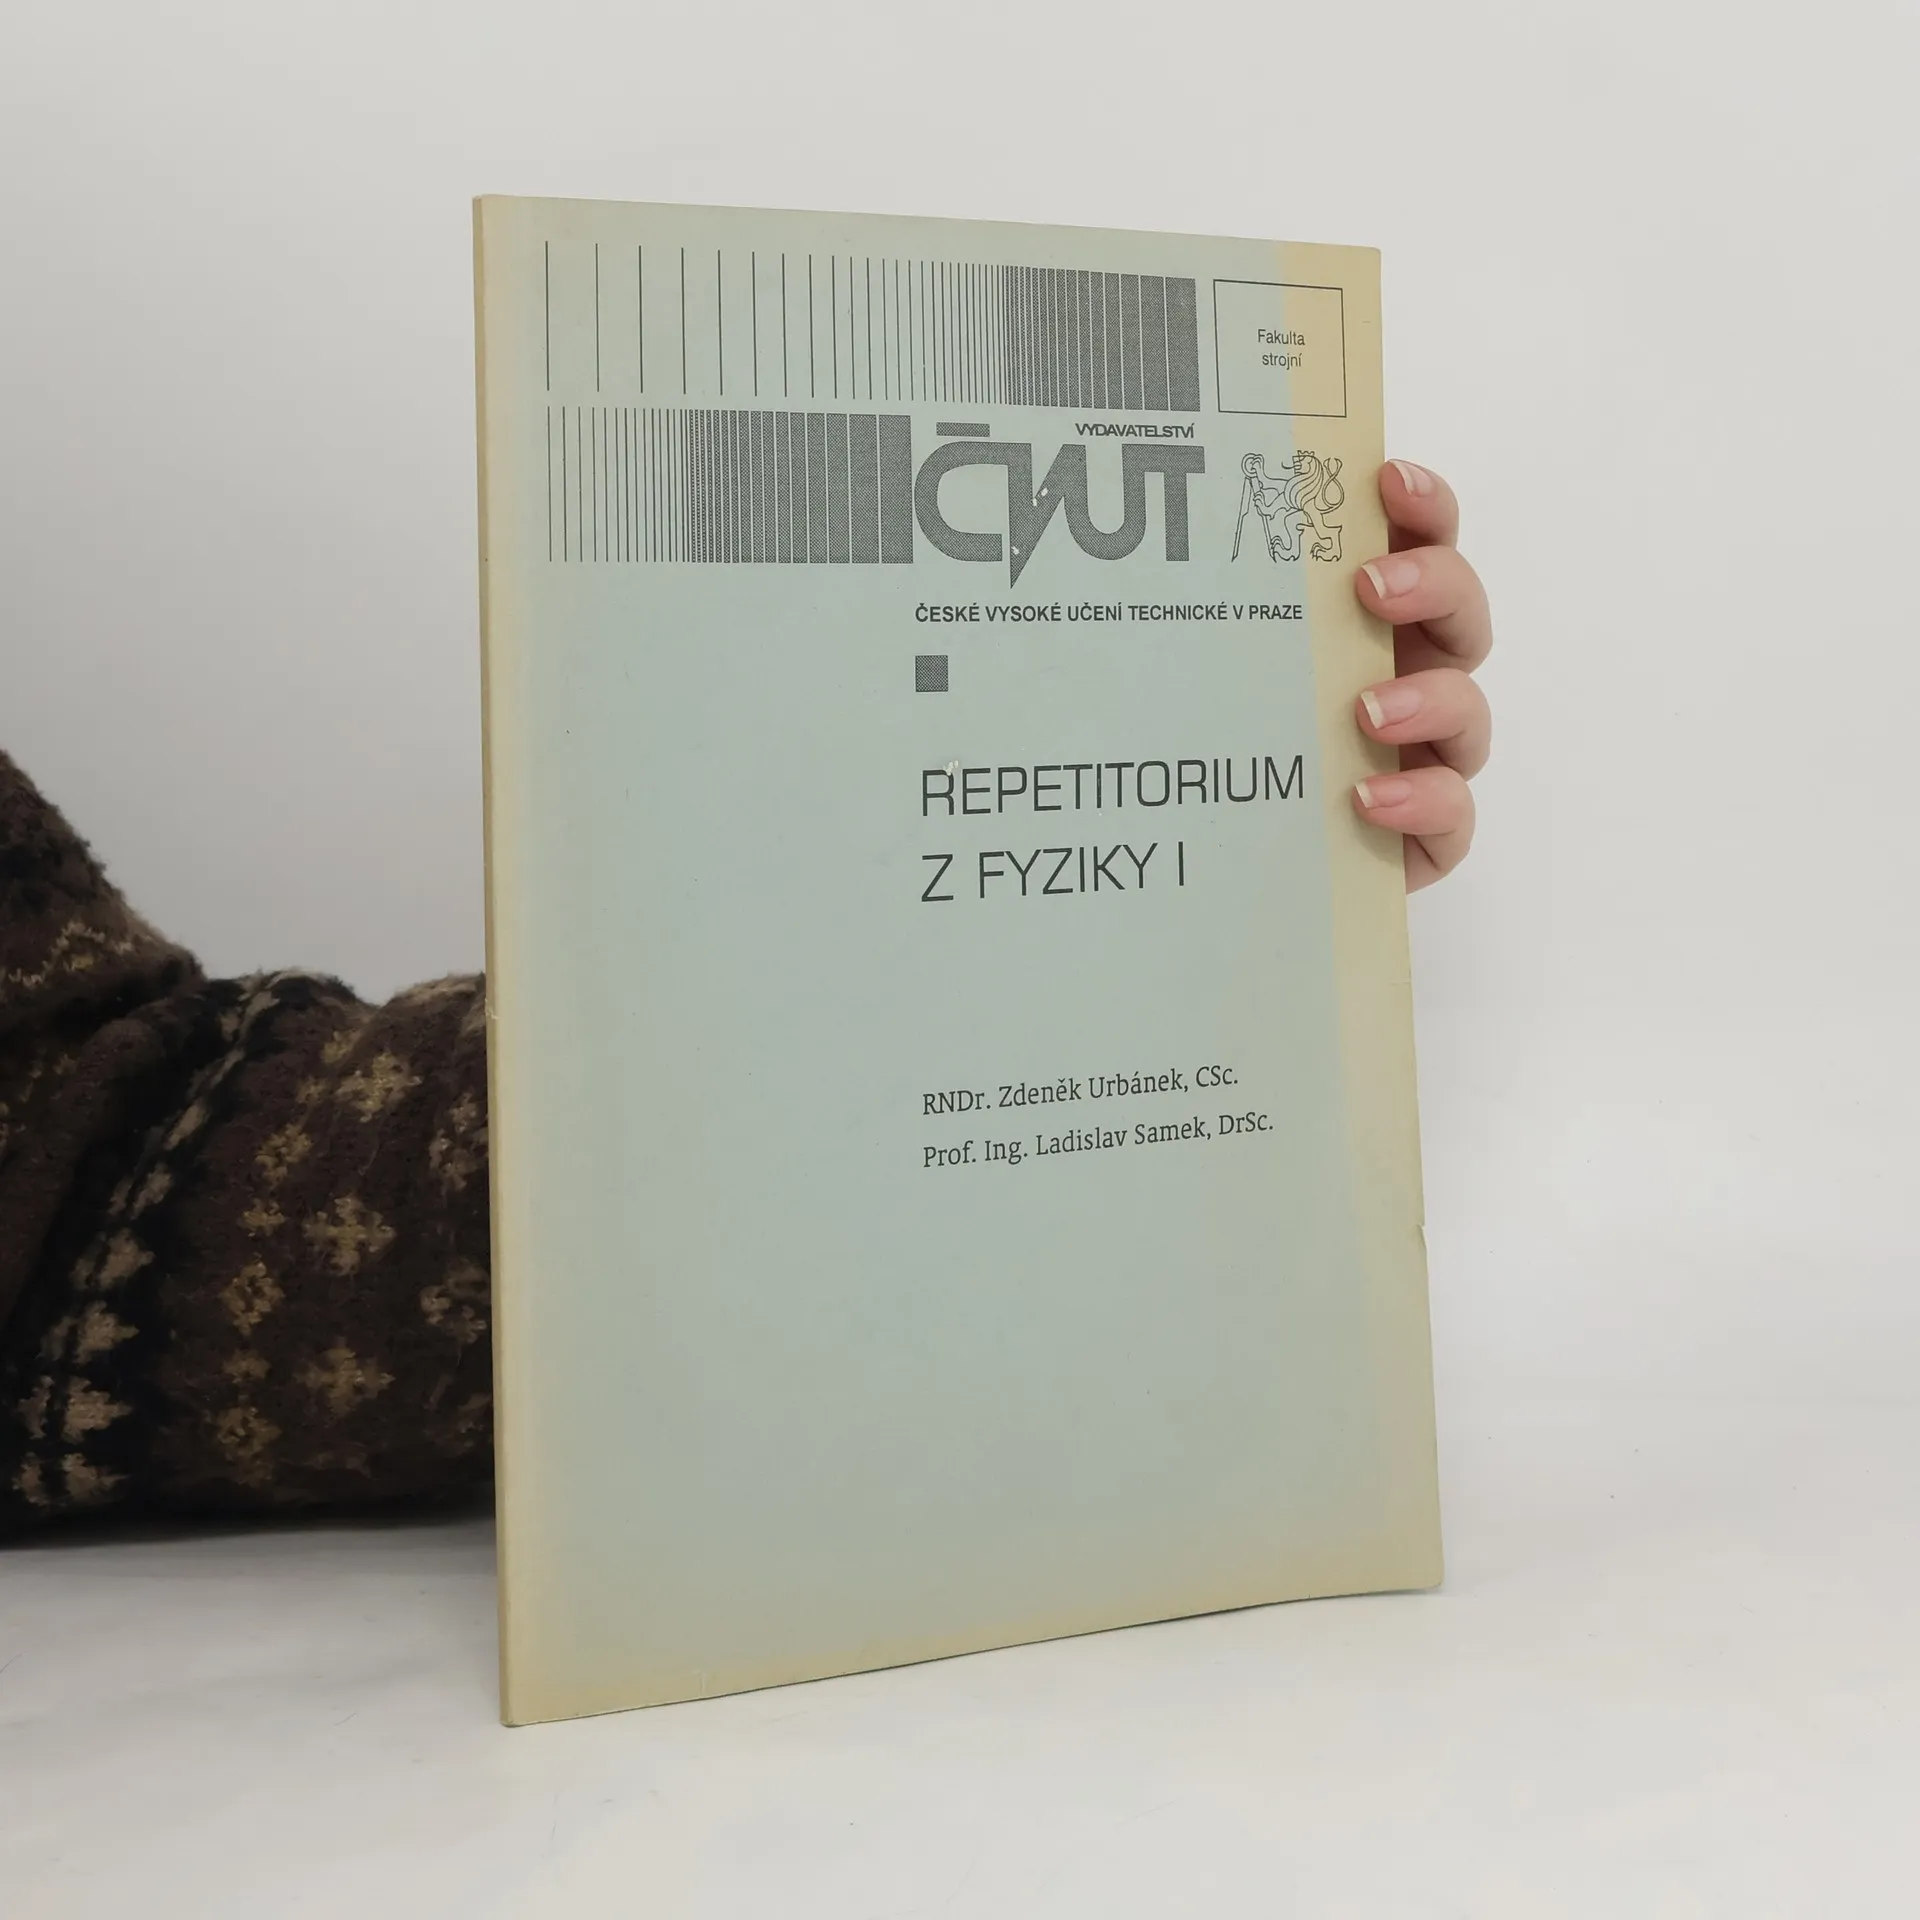 Fakulta
strojní
VYDAVATELSTVÍ
ČVUT
ČESKÉ VYSOKÉ UČENÍ TECHNICKÉ V PRAZE
REPETITORIUM
Z FYZIKY I
RNDr. Zdeněk Urbánek, CSc.
Prof. Ing. Ladislav Samek, DrSc.